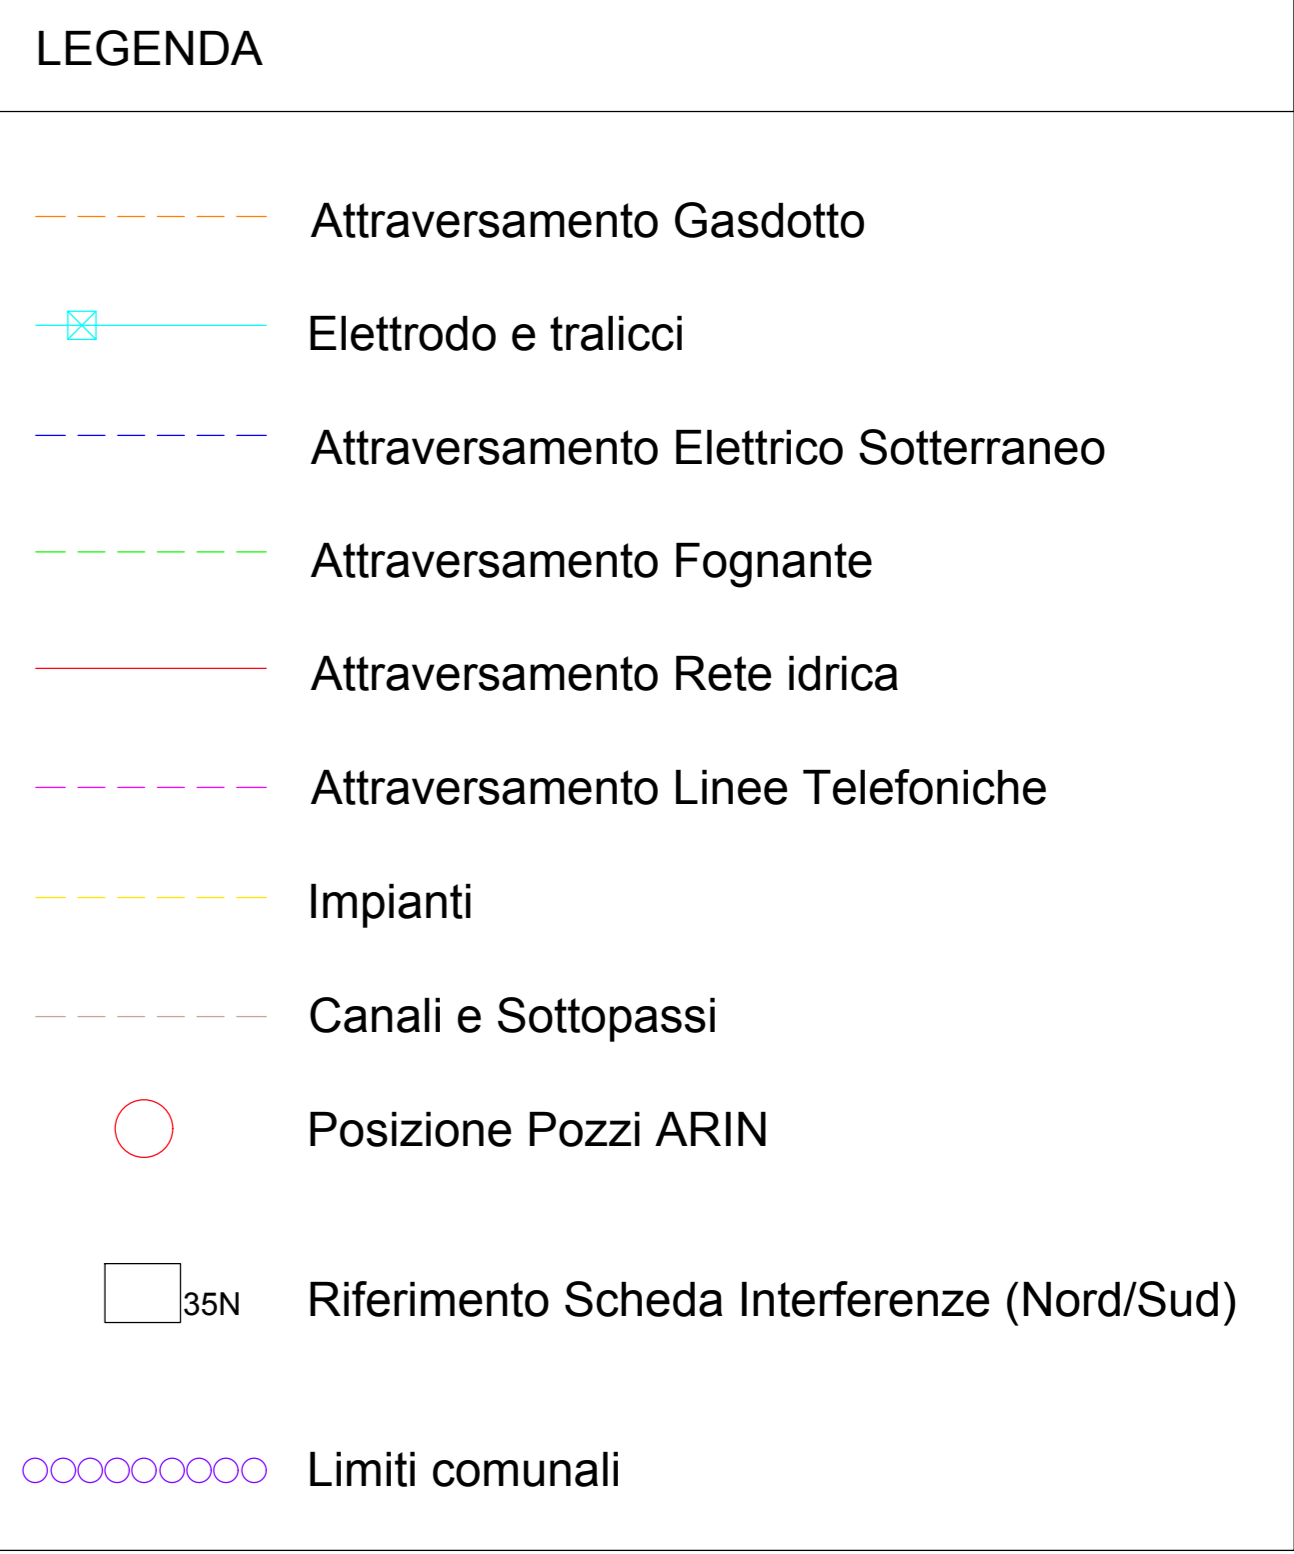 LEGENDA
Attraversamento Gasdotto
Elettrodo e tralicci
Attraversamento Elettrico Sotterraneo
Attraversamento Fognante
Attraversamento Rete idrica
Attraversamento Linee Telefoniche
Impianti
Canali e Sottopassi
Posizione Pozzi ARIN
35N Riferimento Scheda Interferenze (Nord/Sud)
Limiti comunali